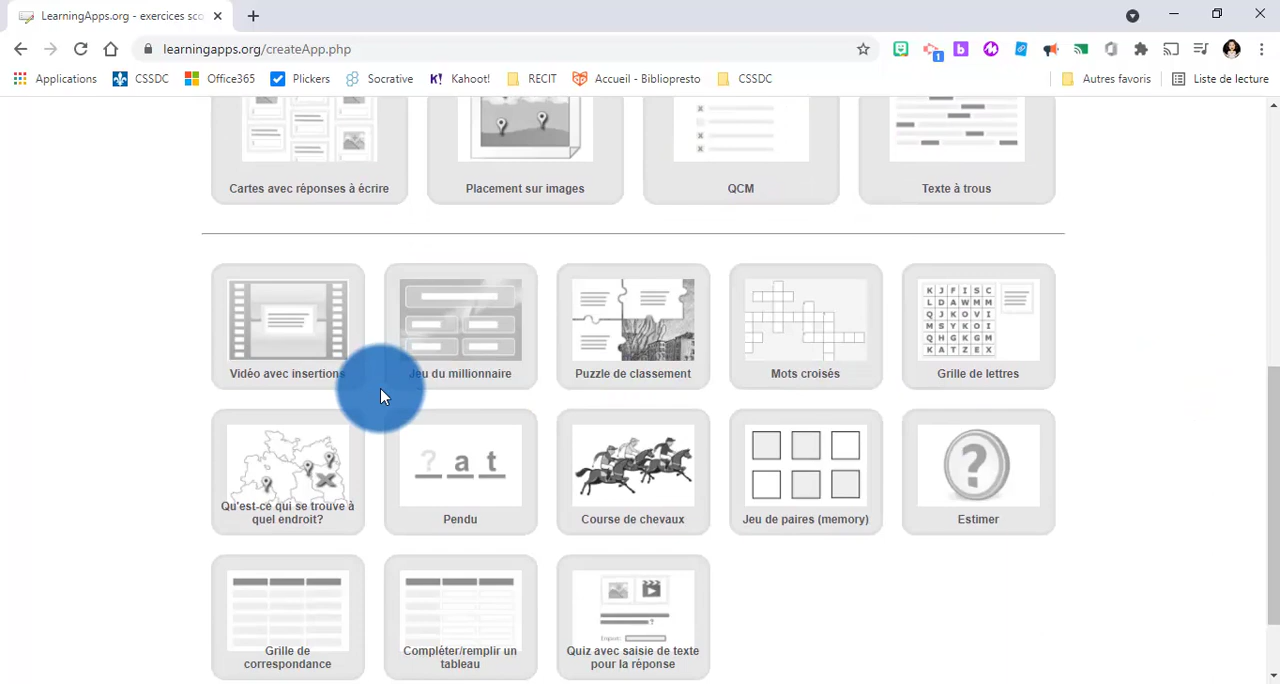 LearningApps.org - exercices sco
learningapps.org/createApp.php
1
Applications CSSDC Office365 Plickers Socrative Kahoot! RECIT Accueil - Bibliopresto CSSDC Autres favoris Liste de lecture
Cartes avec réponses à écrire
Placement sur images
QCM
Texte à trous
Vidéo avec insertions
Jeu du millionnaire
Puzzle de classement
Mots croisés
K J F I S C
L D A W M M
Q J K O V I
M S Y K O I
Q H G K G M
K A T Z E X
Grille de lettres
Qu'est-ce qui se trouve à
quel endroit?
? a t
Pendu
Course de chevaux
Jeu de paires (memory)
?
Estimer
Grille de
correspondance
Compléter/remplir un
tableau
?
Quiz avec saisie de texte
pour la réponse